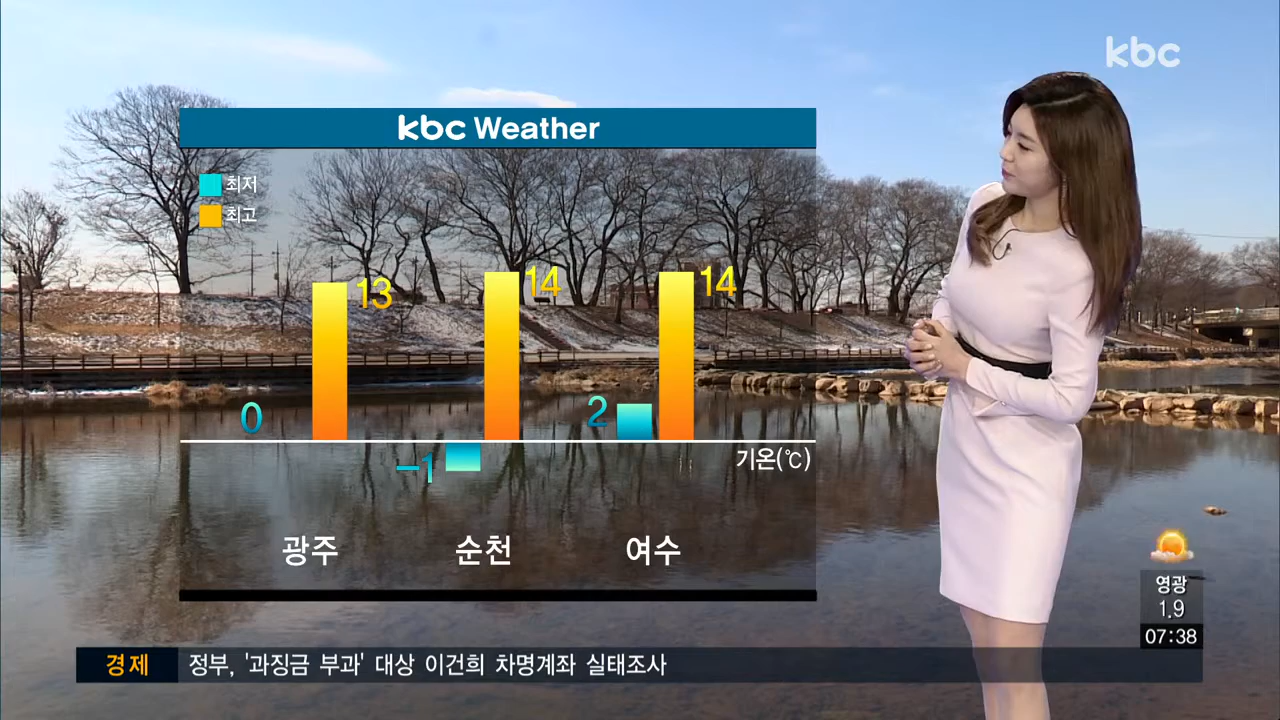 kbc
kbc Weather
최저
최고
13
14
14
0
-1
2
기온(℃)
광주
순천
여수
영광
1.9
07:38
경제
정부, '과징금 부과' 대상 이건희 차명계좌 실태조사